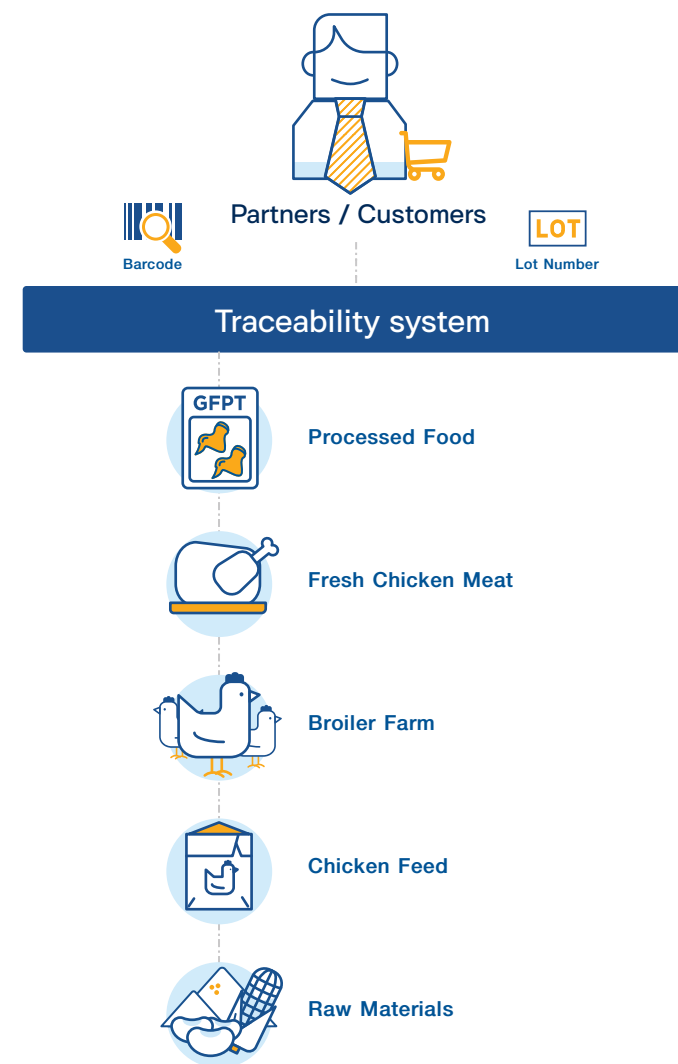 Partners / Customers
Barcode
LOT
Lot Number
Traceability system
GFPT
Processed Food
Fresh Chicken Meat
Broiler Farm
Chicken Feed
Raw Materials